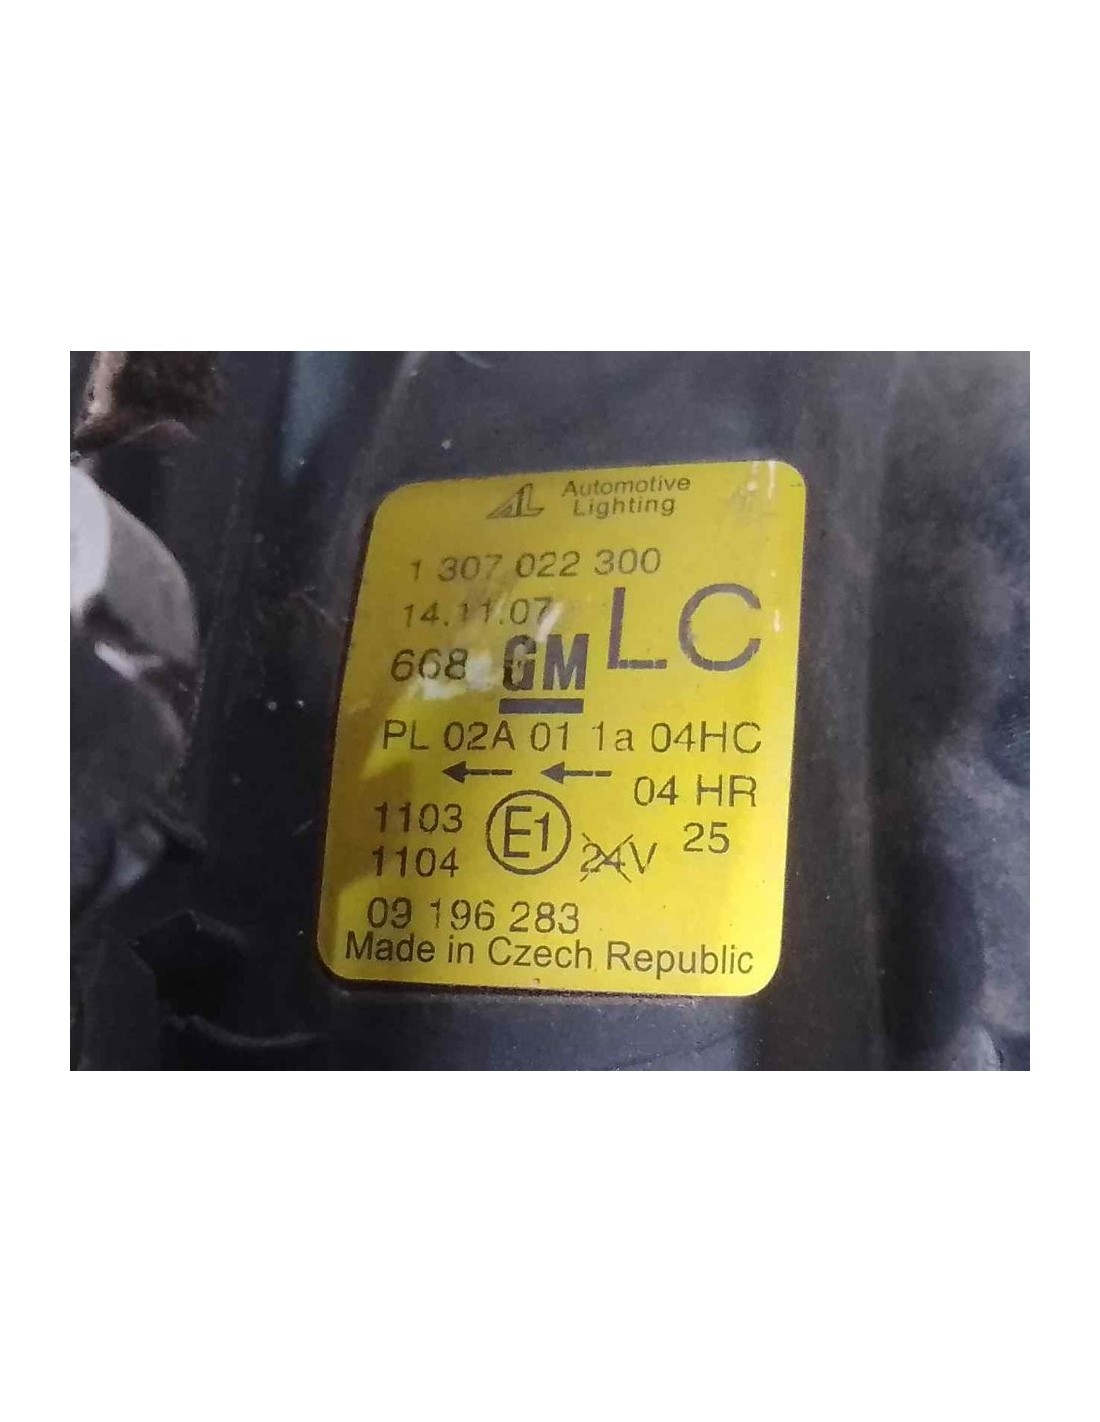 AL Automotive
Lighting
1 307 022 300
14.11.07
LC
668 GM
PL 02A 01 1a 04HC
04 HR
1103
E1
24V
25
1104
09 196 283
Made in Czech Republic